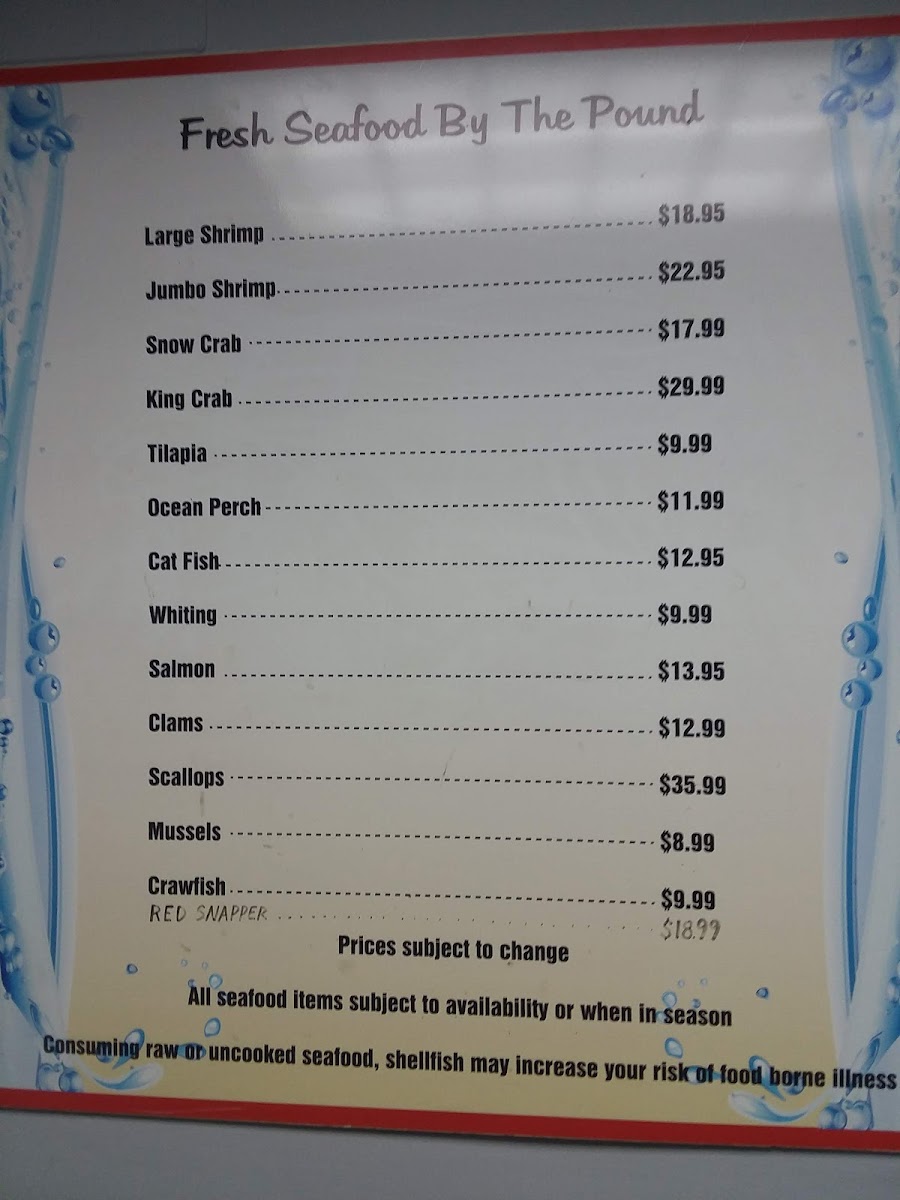 Fresh Seafood By The Pound
Large Shrimp $18.95
Jumbo Shrimp $22.95
Snow Crab $17.99
King Crab $29.99
Tilapia $9.99
Ocean Perch $11.99
Cat Fish $12.95
Whiting $9.99
Salmon $13.95
Clams $12.99
Scallops $35.99
Mussels $8.99
Crawfish $9.99
RED SNAPPER $18.99
Prices subject to change
All seafood items subject to availability or when in season
Consuming raw or uncooked seafood, shellfish may increase your risk of food borne illness